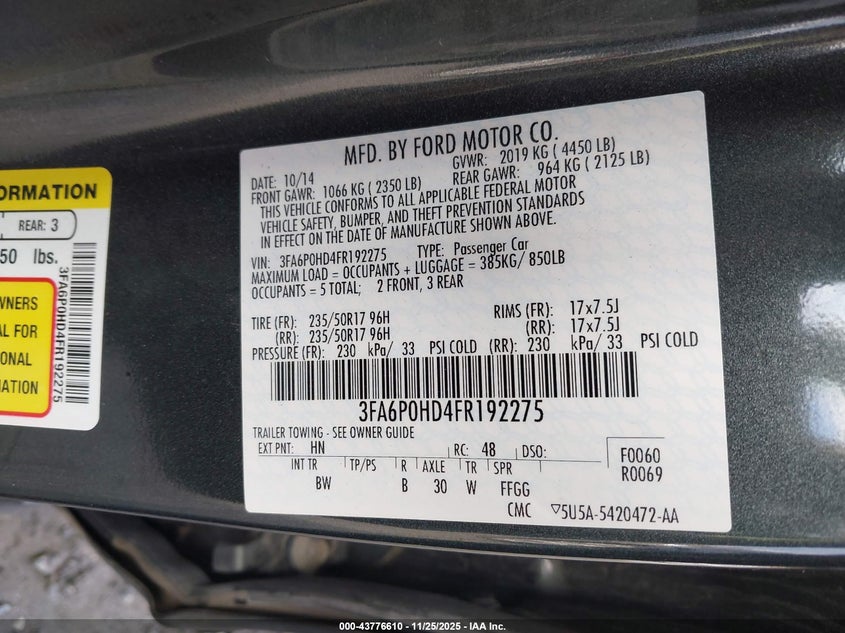 ORMATION
REAR: 3
50 lbs.
WNERS
AL FOR
IONAL
MATION
3FA6P0HD4FR192275
MFD. BY FORD MOTOR CO.
DATE: 10/14 GVWR: 2019 KG ( 4450 LB)
FRONT GAWR: 1066 KG ( 2350 LB) REAR GAWR: 964 KG ( 2125 LB)
THIS VEHICLE CONFORMS TO ALL APPLICABLE FEDERAL MOTOR
VEHICLE SAFETY, BUMPER, AND THEFT PREVENTION STANDARDS
IN EFFECT ON THE DATE OF MANUFACTURE SHOWN ABOVE.
VIN: 3FA6P0HD4FR192275 TYPE: Passenger Car
MAXIMUM LOAD = OCCUPANTS + LUGGAGE = 385KG/ 850LB
OCCUPANTS = 5 TOTAL; 2 FRONT, 3 REAR
TIRE (FR): 235/50R17 96H RIMS (FR): 17x7.5J
(RR): 235/50R17 96H (RR): 17x7.5J
PRESSURE (FR): 230 kPa/ 33 PSI COLD (RR): 230 kPa/ 33 PSI COLD
3FA6P0HD4FR192275
TRAILER TOWING - SEE OWNER GUIDE
EXT PNT: HN RC: 48 DSO: F0060
INT TR TP/PS R AXLE TR SPR R0069
BW B 30 W FFGG
CMC ▽5U5A-5420472-AA
000-43776610 - 11/25/2025 - IAA Inc.